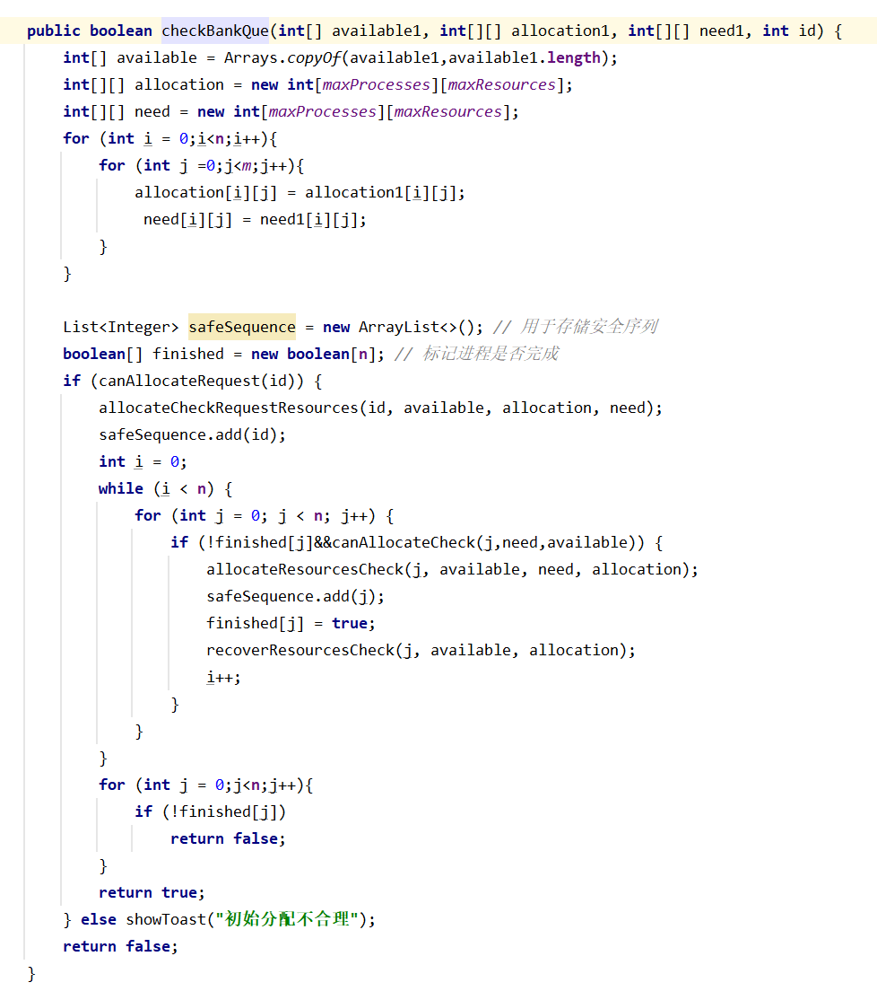 public boolean checkBankQue(int[] available1, int[][] allocation1, int[][] need1, int id) {
    int[] available = Arrays.copyOf(available1,available1.length);
    int[][] allocation = new int[maxProcesses][maxResources];
    int[][] need = new int[maxProcesses][maxResources];
    for (int i = 0;i<n;i++){
        for (int j =0;j<m;j++){
            allocation[i][j] = allocation1[i][j];
             need[i][j] = need1[i][j];
        }
    }
    List<Integer> safeSequence = new ArrayList<>(); // 用于存储安全序列
    boolean[] finished = new boolean[n]; // 标记进程是否完成
    if (canAllocateRequest(id)) {
        allocateCheckRequestResources(id, available, allocation, need);
        safeSequence.add(id);
        int i = 0;
        while (i < n) {
            for (int j = 0; j < n; j++) {
                if (!finished[j]&&canAllocateCheck(j,need,available)) {
                    allocateResourcesCheck(j, available, need, allocation);
                    safeSequence.add(j);
                    finished[j] = true;
                    recoverResourcesCheck(j, available, allocation);
                    i++;
                }
            }
        }
        for (int j = 0;j<n;j++){
            if (!finished[j])
                return false;
        }
        return true;
    } else showToast("初始分配不合理");
    return false;
}